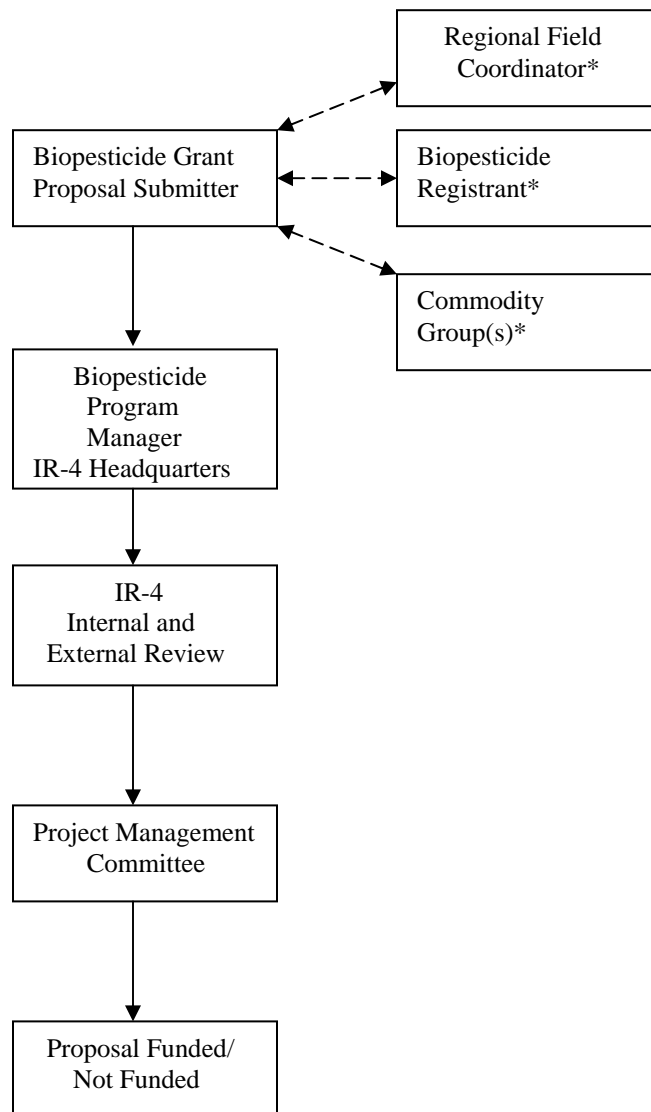 Regional Field
Coordinator*
Biopesticide Grant
Proposal Submitter
Biopesticide
Registrant*
Commodity
Group(s)*
Biopesticide
Program
Manager
IR-4 Headquarters
IR-4
Internal and
External Review
Project Management
Committee
Proposal Funded/
Not Funded